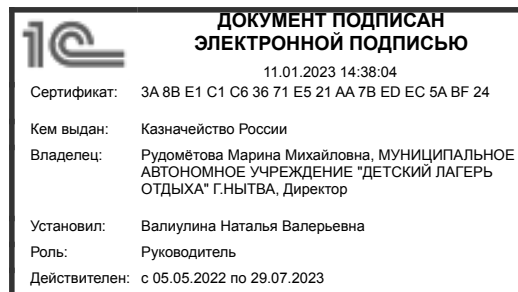 1С
ДОКУМЕНТ ПОДПИСАН
ЭЛЕКТРОННОЙ ПОДПИСЬЮ
11.01.2023 14:38:04
Сертификат: 3A 8B E1 C1 C6 36 71 E5 21 AA 7B ED EC 5A BF 24
Кем выдан: Казначейство России
Владелец: Рудомётова Марина Михайловна, МУНИЦИПАЛЬНОЕ
АВТОНОМНОЕ УЧРЕЖДЕНИЕ "ДЕТСКИЙ ЛАГЕРЬ
ОТДЫХА" Г.НЫТВА, Директор
Установил: Валиулина Наталья Валерьевна
Роль: Руководитель
Действителен: с 05.05.2022 по 29.07.2023